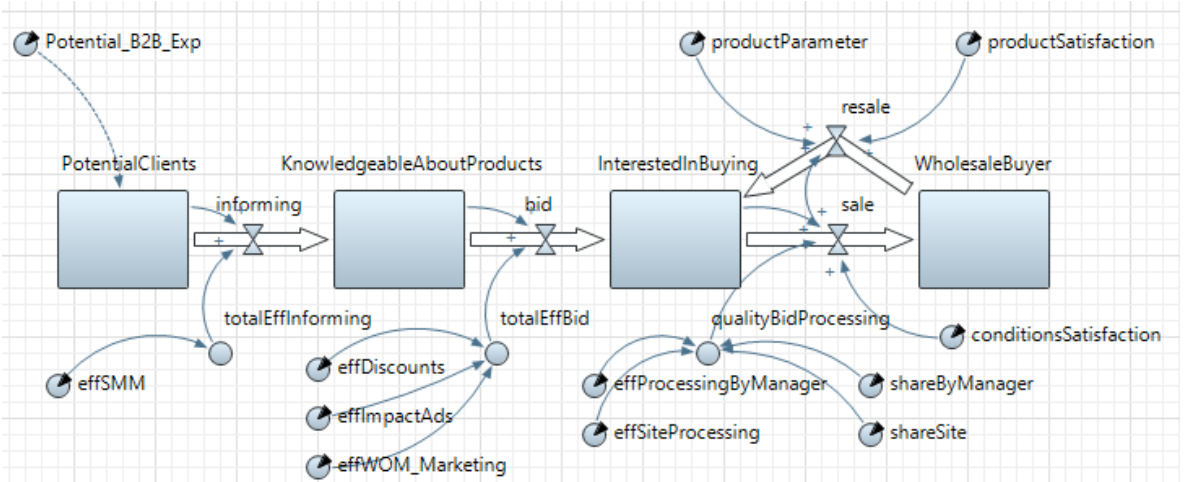 Potential_B2B_Exp
productParameter
productSatisfaction
resale
PotentialClients
KnowledgeableAboutProducts
InterestedInBuying
WholesaleBuyer
informing
bid
sale
totalEffInforming
totalEffBid
qualityBidProcessing
conditionsSatisfaction
effSMM
effDiscounts
effProcessingByManager
shareByManager
effImpactAds
effSiteProcessing
shareSite
effWOM_Marketing
+
+
+
+
+
+
+
+